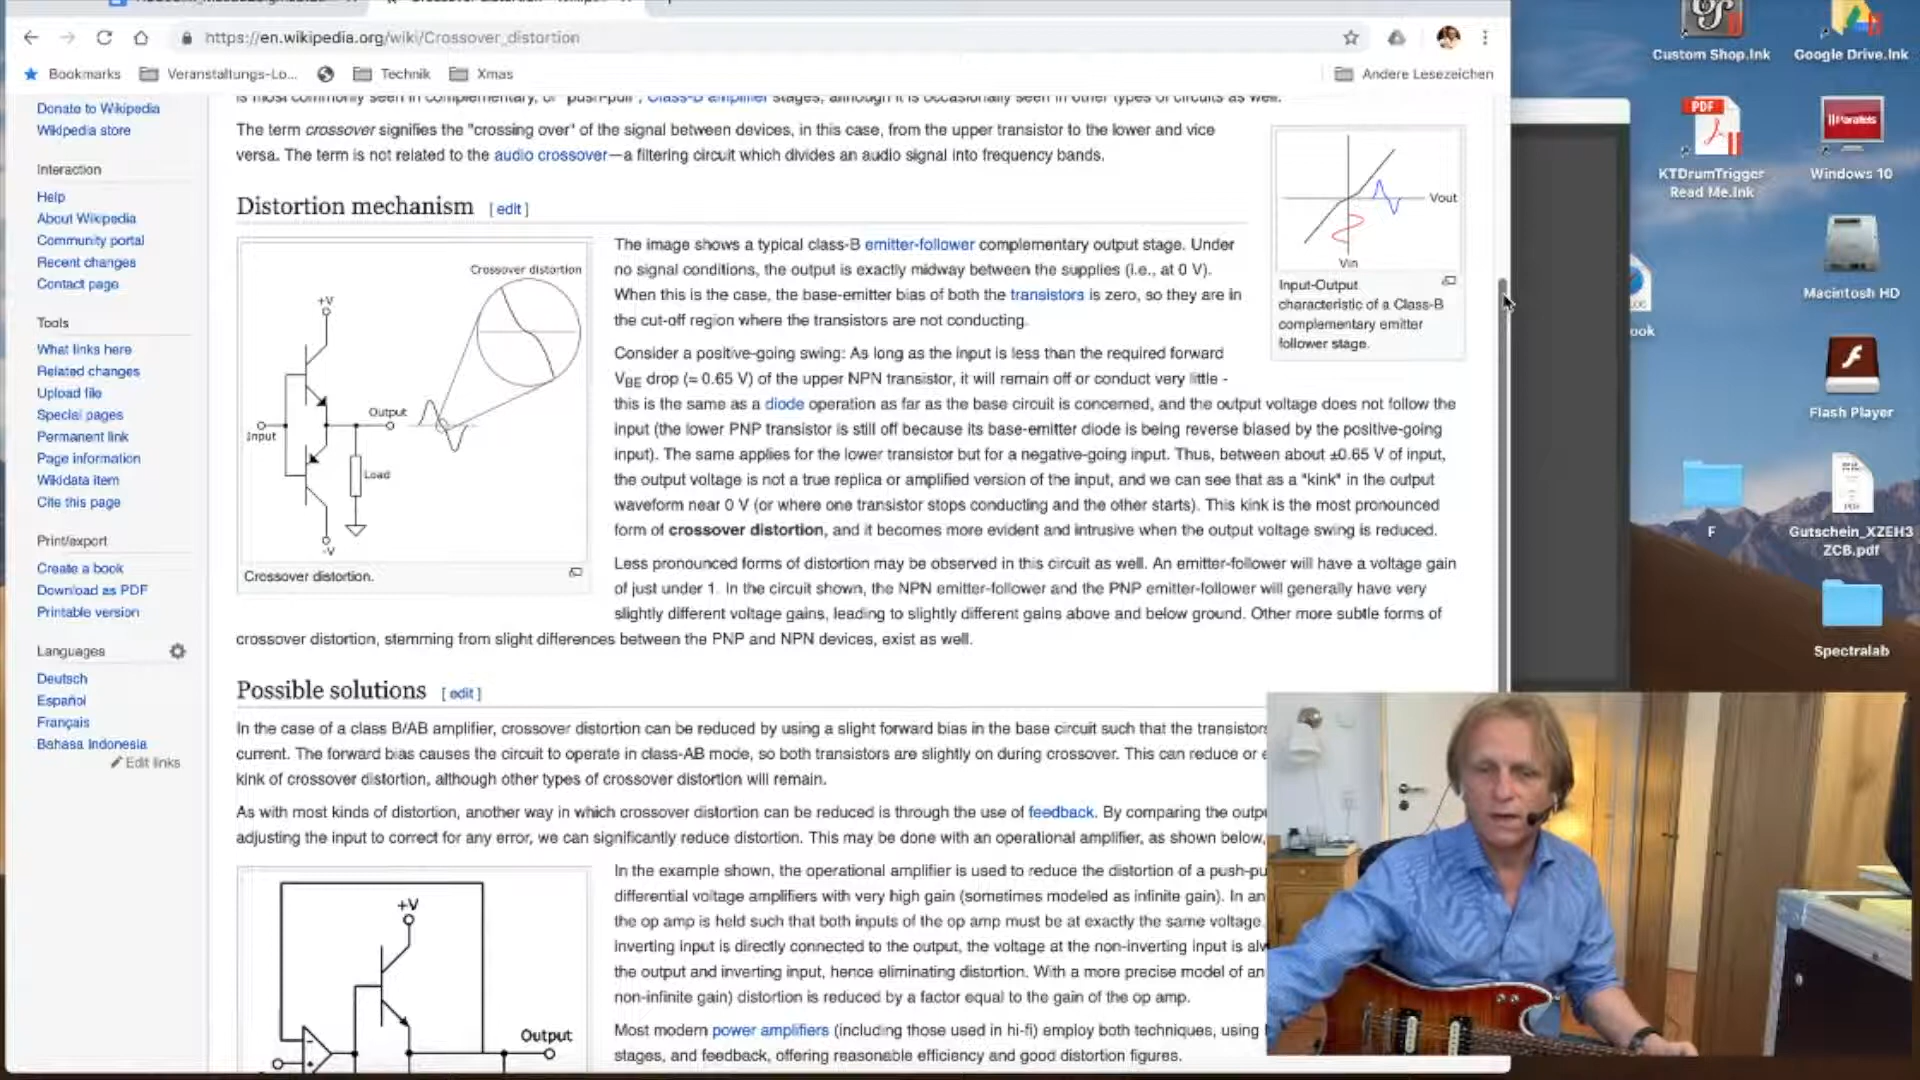 https://en.wikipedia.org/wiki/Crossover_distortion
Bookmarks
Veranstaltungs-Lo...
Technik
Xmas
Andere Lesezeichen
Donate to Wikipedia
Wikipedia store
Interaction
Help
About Wikipedia
Community portal
Recent changes
Contact page
Tools
What links here
Related changes
Upload file
Special pages
Permanent link
Page information
Wikidata item
Cite this page
Print/export
Create a book
Download as PDF
Printable version
Languages
Deutsch
Español
Français
Bahasa Indonesia
Edit links
is most commonly seen in complementary, or "push-pull", Class-B amplifier stages, although it is occasionally seen in other types of circuits as well.
The term crossover signifies the "crossing over" of the signal between devices, in this case, from the upper transistor to the lower and vice
versa. The term is not related to the audio crossover—a filtering circuit which divides an audio signal into frequency bands.
Distortion mechanism [ edit ]
Crossover distortion
+V
Output
Input
Load
-V
Crossover distortion.
The image shows a typical class-B emitter-follower complementary output stage. Under
no signal conditions, the output is exactly midway between the supplies (i.e., at 0 V).
When this is the case, the base-emitter bias of both the transistors is zero, so they are in
the cut-off region where the transistors are not conducting.
Consider a positive-going swing: As long as the input is less than the required forward
VBE drop (≈ 0.65 V) of the upper NPN transistor, it will remain off or conduct very little -
this is the same as a diode operation as far as the base circuit is concerned, and the output voltage does not follow the
input (the lower PNP transistor is still off because its base-emitter diode is being reverse biased by the positive-going
input). The same applies for the lower transistor but for a negative-going input. Thus, between about ±0.65 V of input,
the output voltage is not a true replica or amplified version of the input, and we can see that as a "kink" in the output
waveform near 0 V (or where one transistor stops conducting and the other starts). This kink is the most pronounced
form of crossover distortion, and it becomes more evident and intrusive when the output voltage swing is reduced.
Less pronounced forms of distortion may be observed in this circuit as well. An emitter-follower will have a voltage gain
of just under 1. In the circuit shown, the NPN emitter-follower and the PNP emitter-follower will generally have very
slightly different voltage gains, leading to slightly different gains above and below ground. Other more subtle forms of
crossover distortion, stemming from slight differences between the PNP and NPN devices, exist as well.
Vout
Vin
Input-Output
characteristic of a Class-B
complementary emitter
follower stage.
Possible solutions [ edit ]
In the case of a class B/AB amplifier, crossover distortion can be reduced by using a slight forward bias in the base circuit such that the transistors
current. The forward bias causes the circuit to operate in class-AB mode, so both transistors are slightly on during crossover. This can reduce or
kink of crossover distortion, although other types of crossover distortion will remain.
As with most kinds of distortion, another way in which crossover distortion can be reduced is through the use of feedback. By comparing the outpu
adjusting the input to correct for any error, we can significantly reduce distortion. This may be done with an operational amplifier, as shown below,
+V
Output
In the example shown, the operational amplifier is used to reduce the distortion of a push-pu
differential voltage amplifiers with very high gain (sometimes modeled as infinite gain). In an
the op amp is held such that both inputs of the op amp must be at exactly the same voltage.
inverting input is directly connected to the output, the voltage at the non-inverting input is
the output and inverting input, hence eliminating distortion. With a more precise model of an
non-infinite gain) distortion is reduced by a factor equal to the gain of the op amp.
Most modern power amplifiers (including those used in hi-fi) employ both techniques, using
stages, and feedback, offering reasonable efficiency and good distortion figures.
Custom Shop.lnk
Google Drive.lnk
PDF
KTDrumTrigger
Read Me.lnk
Parallels
Windows 10
Macintosh HD
ook
Flash Player
F
Gutschein_XZEH3
ZCB.pdf
Spectralab